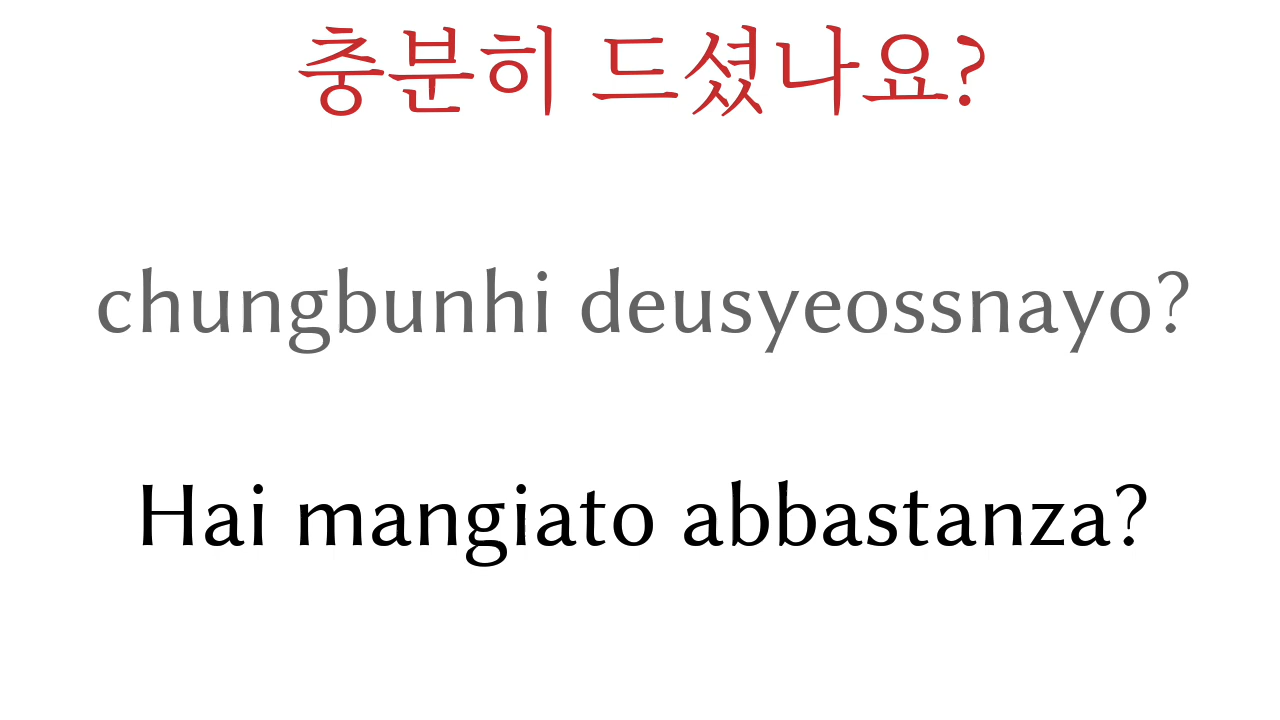 충분히 드셨나요?
chungbunhi deusyeossnayo?
Hai mangiato abbastanza?